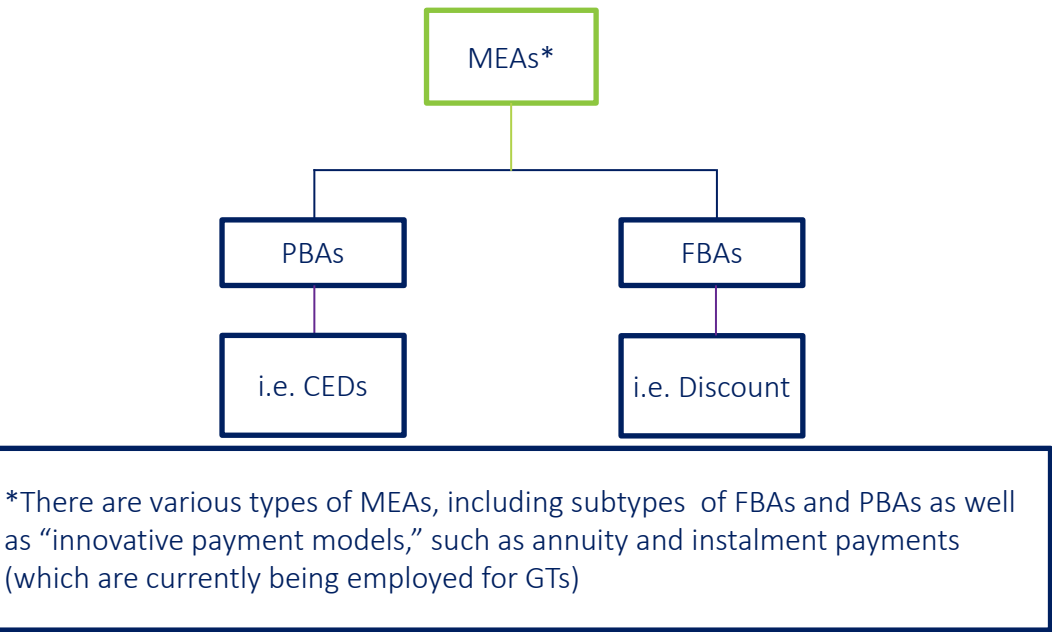 MEAs*
PBAs
FBAs
i.e. CEDs
i.e. Discount
*There are various types of MEAs, including subtypes of FBAs and PBAs as well
as “innovative payment models,” such as annuity and instalment payments
(which are currently being employed for GTs)